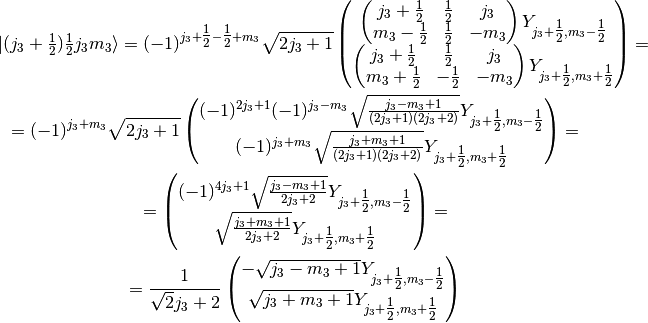 |(j_3 + \frac{1}{2}) \frac{1}{2} j_3 m_3\rangle = (-1)^{j_3+\frac{1}{2}-\frac{1}{2}+m_3} \sqrt{2j_3+1} \begin{pmatrix} \begin{pmatrix} j_3+\frac{1}{2} & \frac{1}{2} & j_3 \\ m_3-\frac{1}{2} & \frac{1}{2} & -m_3 \end{pmatrix} Y_{j_3+\frac{1}{2},m_3-\frac{1}{2}} \\ \begin{pmatrix} j_3+\frac{1}{2} & \frac{1}{2} & j_3 \\ m_3+\frac{1}{2} & -\frac{1}{2} & -m_3 \end{pmatrix} Y_{j_3+\frac{1}{2},m_3+\frac{1}{2}} \end{pmatrix} =
= (-1)^{j_3+m_3} \sqrt{2j_3+1} \begin{pmatrix} (-1)^{2j_3+1} (-1)^{j_3-m_3} \sqrt{\frac{j_3-m_3+1}{(2j_3+1)(2j_3+2)}} Y_{j_3+\frac{1}{2},m_3-\frac{1}{2}} \\ (-1)^{j_3+m_3} \sqrt{\frac{j_3+m_3+1}{(2j_3+1)(2j_3+2)}} Y_{j_3+\frac{1}{2},m_3+\frac{1}{2}} \end{pmatrix} =
= \begin{pmatrix} (-1)^{4j_3+1} \sqrt{\frac{j_3-m_3+1}{2j_3+2}} Y_{j_3+\frac{1}{2},m_3-\frac{1}{2}} \\ \sqrt{\frac{j_3+m_3+1}{2j_3+2}} Y_{j_3+\frac{1}{2},m_3+\frac{1}{2}} \end{pmatrix} =
= \frac{1}{\sqrt{2}j_3+2} \begin{pmatrix} -\sqrt{j_3-m_3+1} Y_{j_3+\frac{1}{2},m_3-\frac{1}{2}} \\ \sqrt{j_3+m_3+1} Y_{j_3+\frac{1}{2},m_3+\frac{1}{2}} \end{pmatrix}